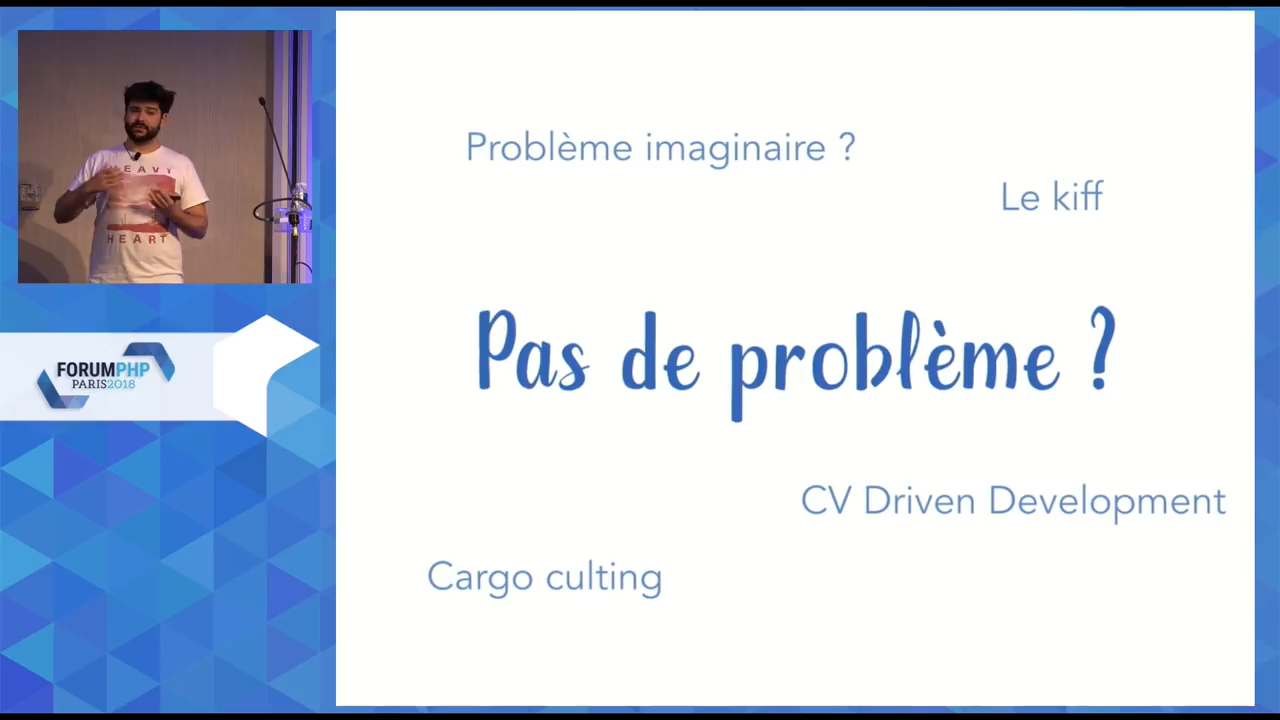 HEAVY
HEART
FORUMPHP
PARIS2018
Problème imaginaire ?
Le kiff
Pas de problème ?
CV Driven Development
Cargo culting